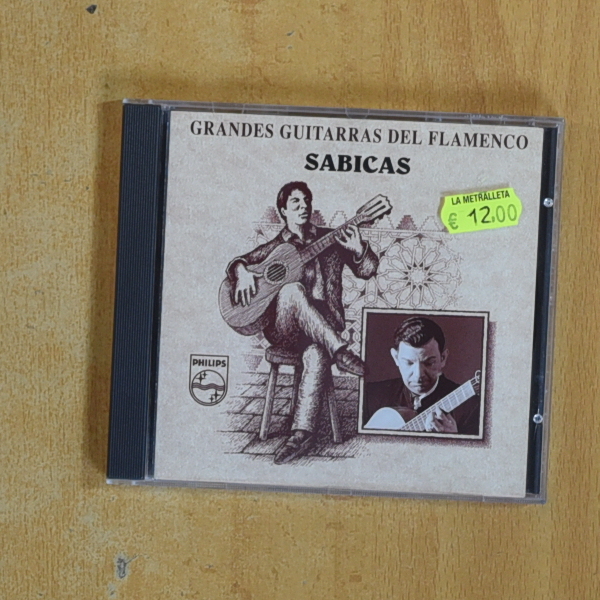 GRANDES GUITARRAS DEL FLAMENCO
SABICAS
LA METRALLETA
€ 12,00
PHILIPS